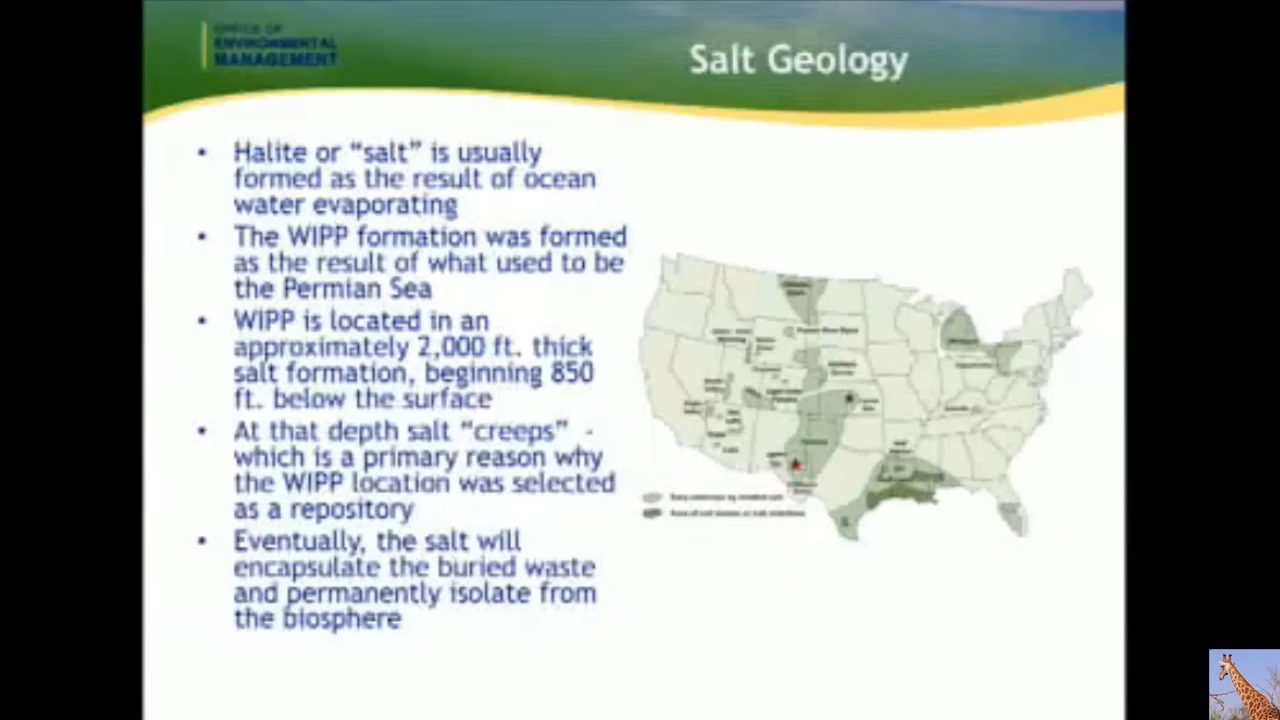 OFFICE OF
ENVIRONMENTAL
MANAGEMENT
Salt Geology
• Halite or “salt” is usually
formed as the result of ocean
water evaporating
• The WIPP formation was formed
as the result of what used to be
the Permian Sea
• WIPP is located in an
approximately 2,000 ft. thick
salt formation, beginning 850
ft. below the surface
• At that depth salt “creeps” -
which is a primary reason why
the WIPP location was selected
as a repository
• Eventually, the salt will
encapsulate the buried waste
and permanently isolate from
the biosphere